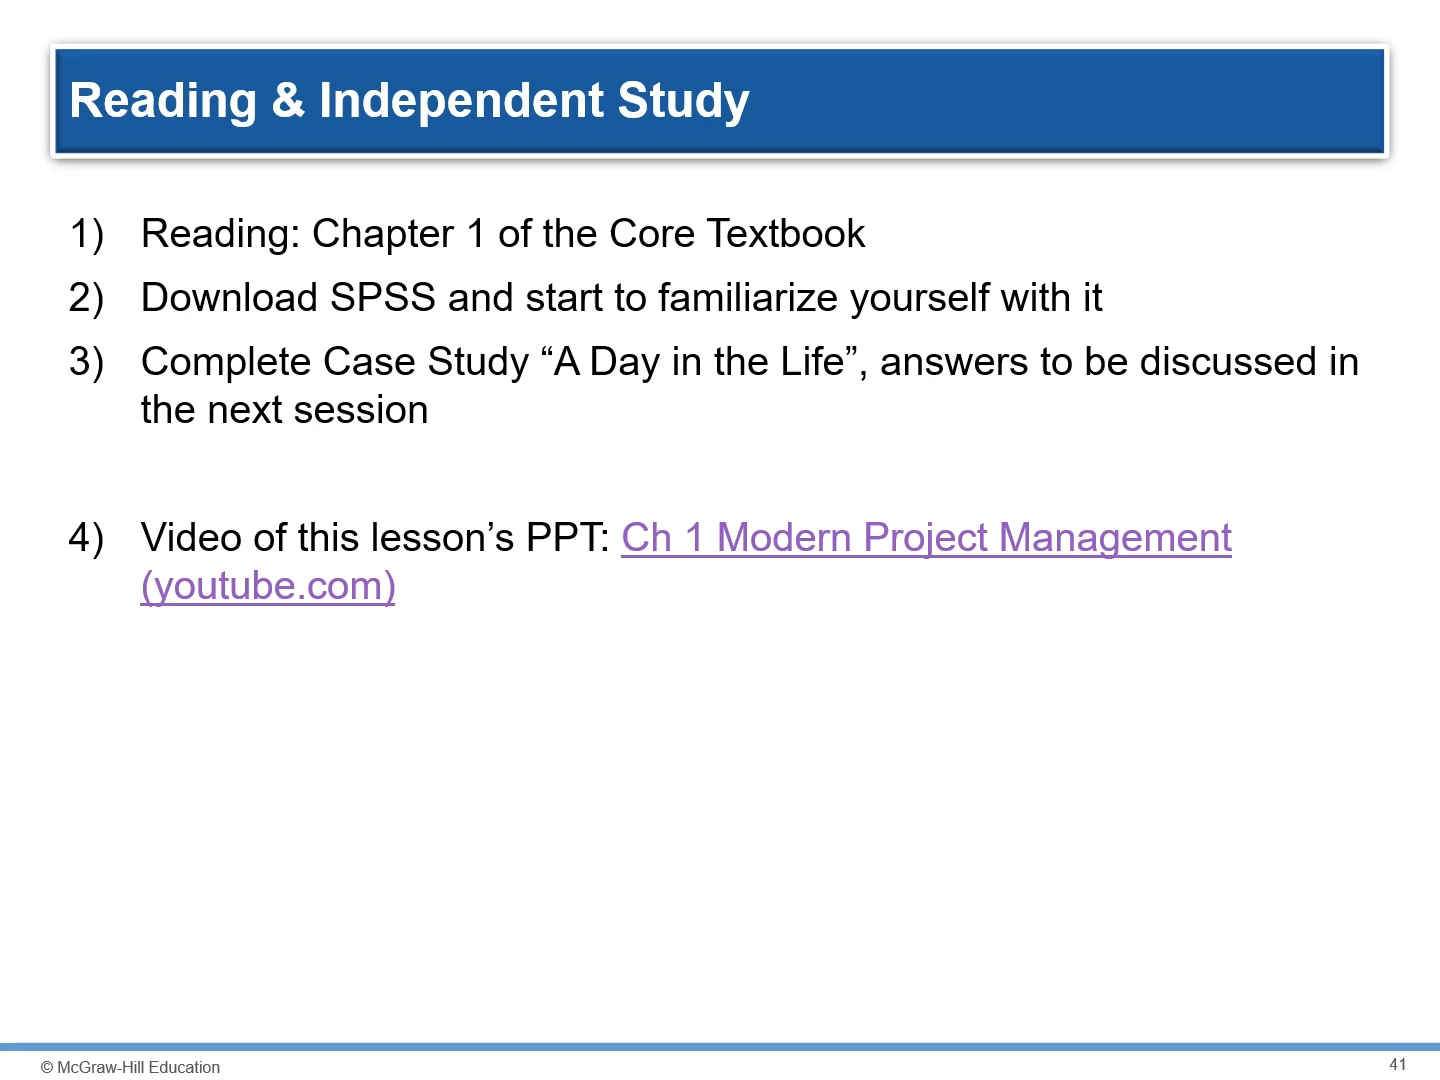 Reading & Independent Study
1) Reading: Chapter 1 of the Core Textbook
2) Download SPSS and start to familiarize yourself with it
3) Complete Case Study “A Day in the Life”, answers to be discussed in
the next session
4) Video of this lesson’s PPT: Ch 1 Modern Project Management
(youtube.com)
© McGraw-Hill Education
41